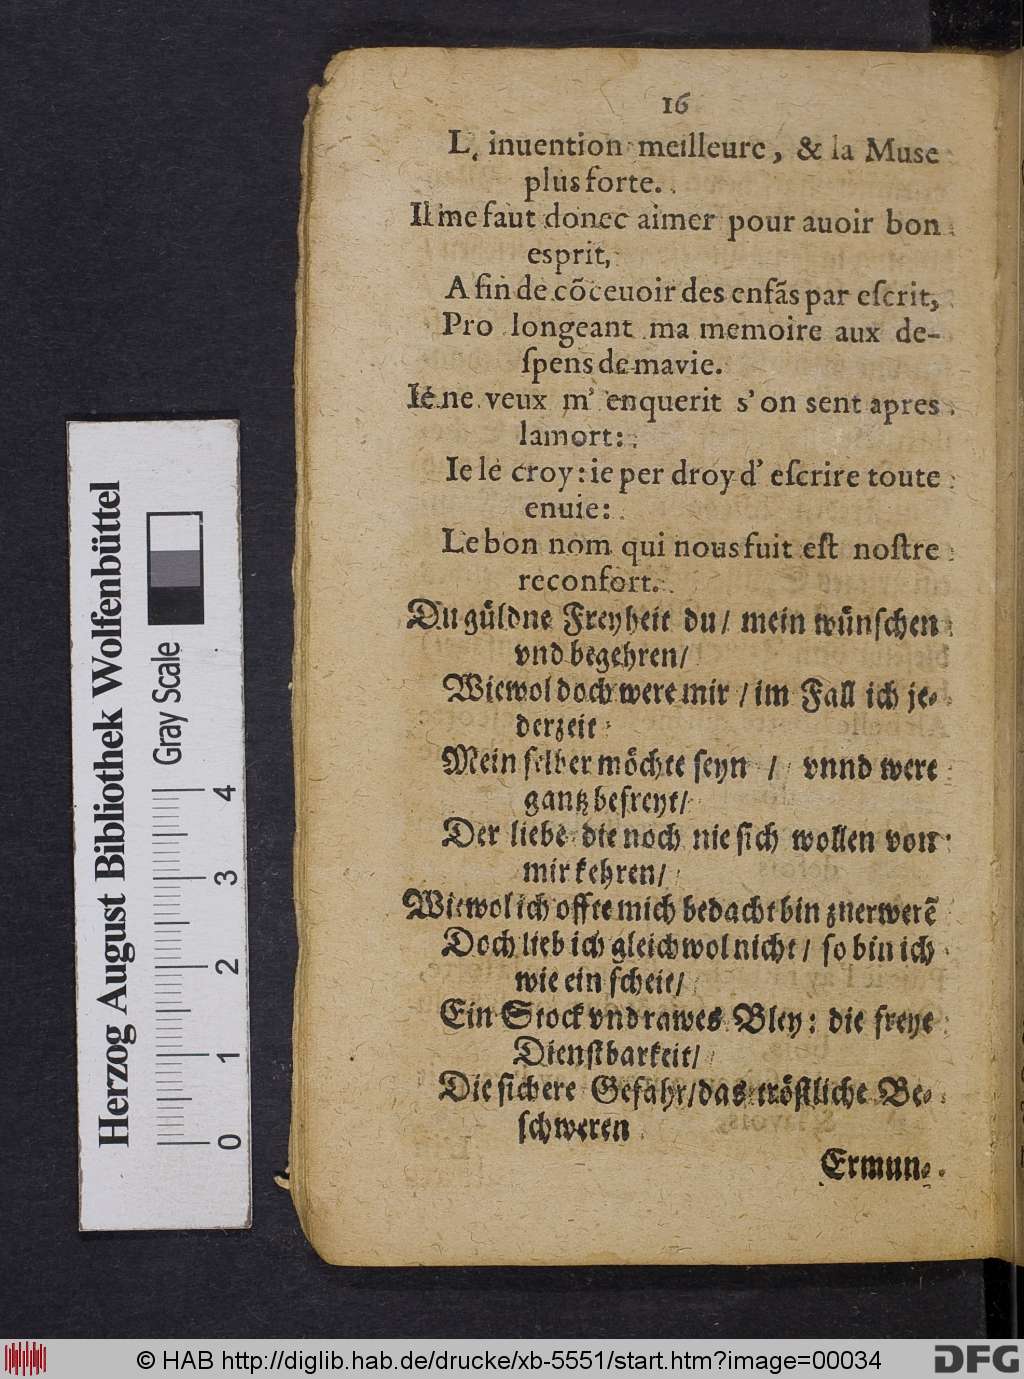 16
L, inuention meilleure, & la Muse
plus forte.
Il me faut donec aimer pour auoir bon
esprit,
A fin de cõceuoir des enfãs par eſcrit,
Pro longeant ma memoire aux de-
ſpens de mavie.
Ie ne veux m' enquerit s' on sent apres
lamort:
Ie le croy: ie per droy d' eſcrire toute
enuie:
Le bon nom qui nous fuit eſt noſtre
reconfort.
Du güldne Freyheit du / mein wünſchen
vnd begehren/
Wiewol doch were mir / im Fall ich je-
derzeit
Mein ſelber möchte ſeyn / vnnd were
gantz befreyt/
Der liebe die noch nie ſich wollen von
mir kehren/
Wiewol ich offte mich bedacht bin znerwerē
Doch lieb ich gleichwol nicht / ſo bin ich
wie ein ſcheit/
Ein Stock vnd rawes Bley: die freye
Dienſtbarkeit/
Die ſichere Gefahr/das tröſtliche Be-
ſchweren
Ermun-
Herzog August Bibliothek Wolfenbüttel
Gray Scale
0 1 2 3 4
© HAB http://diglib.hab.de/drucke/xb-5551/start.htm?image=00034
DFG